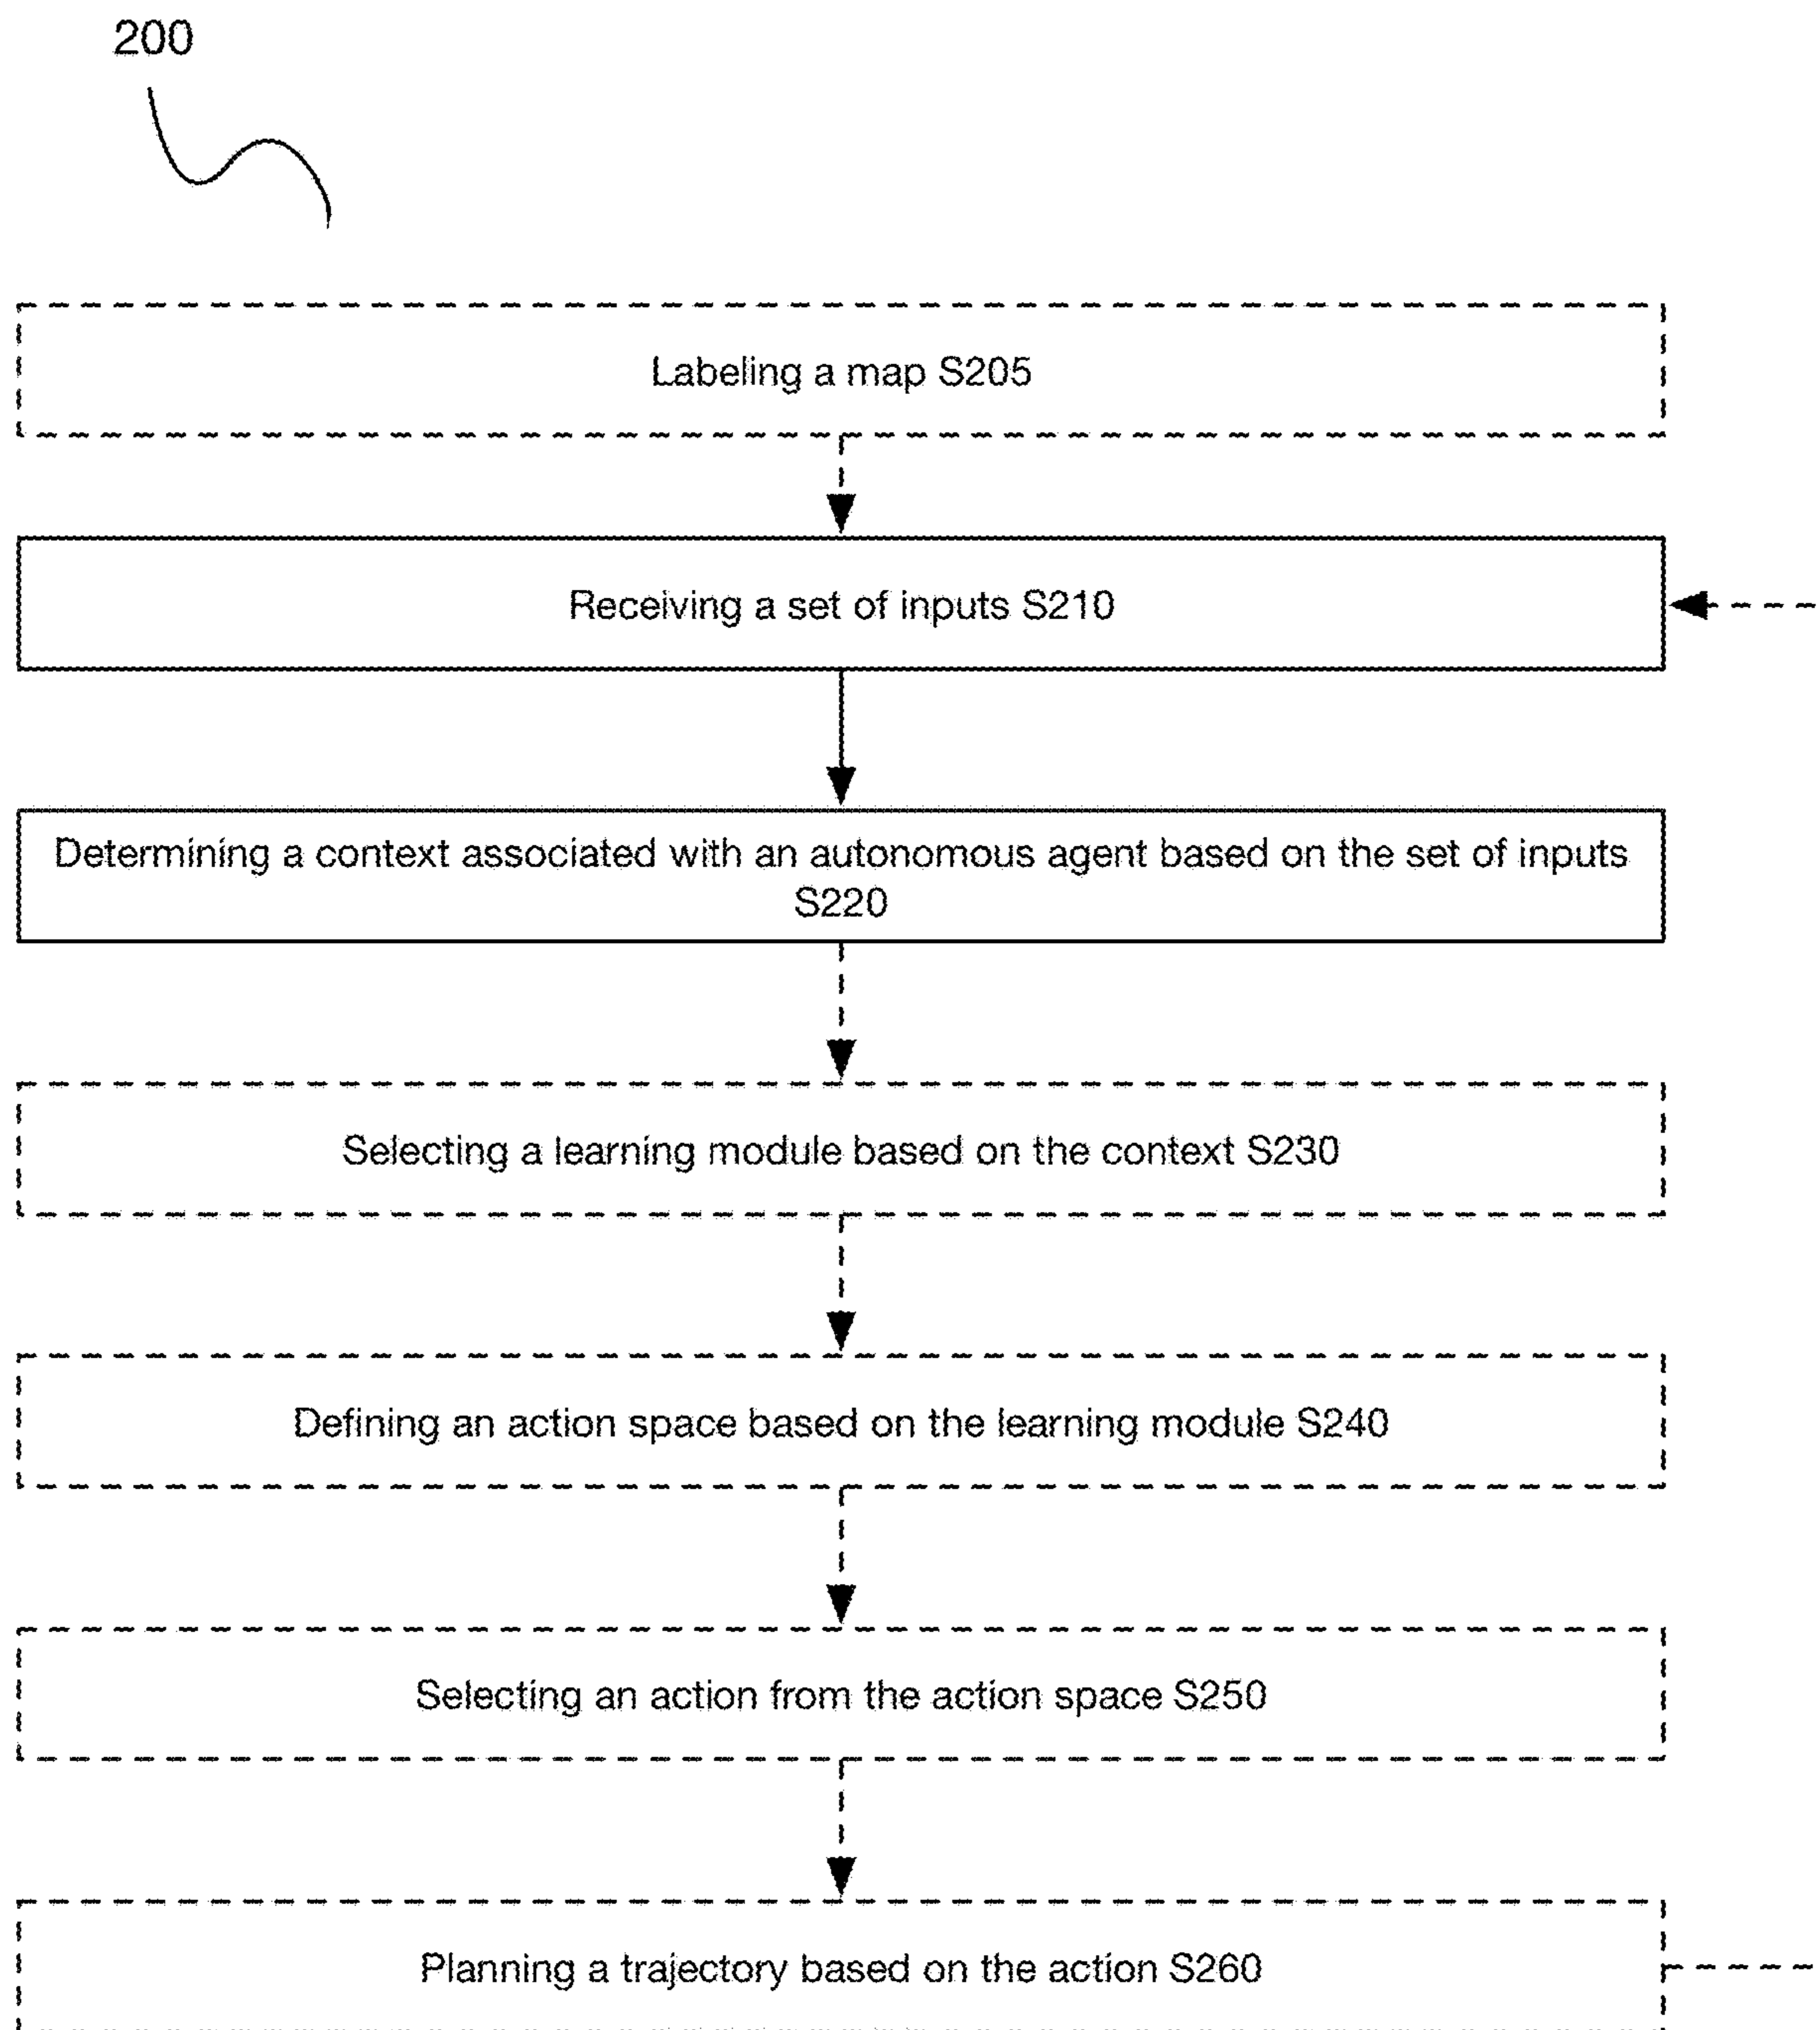 200
Labeling a map S205
Receiving a set of inputs S210
Determining a context associated with an autonomous agent based on the set of inputs
S220
Selecting a learning module based on the context S230
Defining an action space based on the learning module S240
Selecting an action from the action space S250
Planning a trajectory based on the action S260